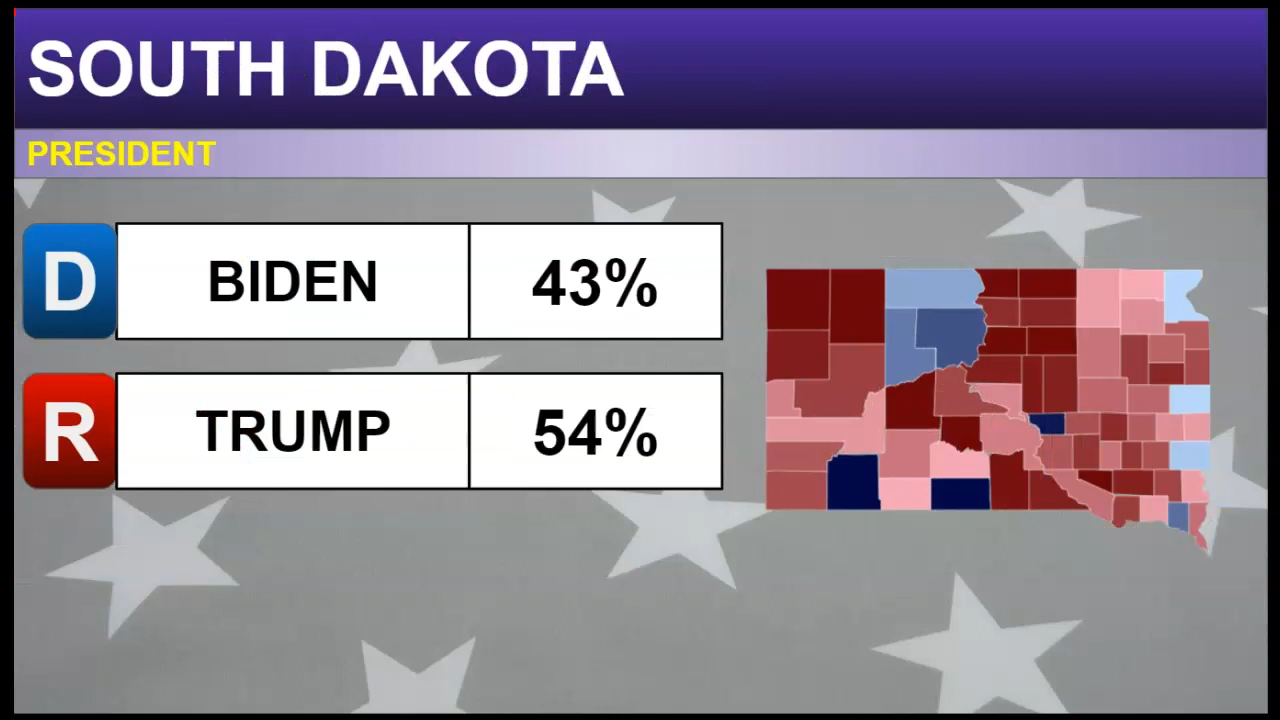 SOUTH DAKOTA
PRESIDENT
D BIDEN 43%
R TRUMP 54%